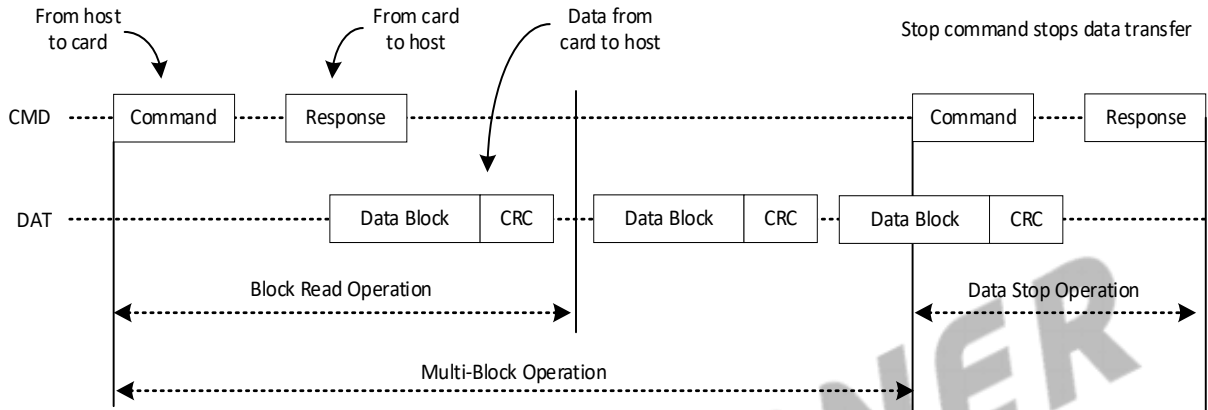 From host
to card
From card
to host
Data from
card to host
Stop command stops data transfer
CMD
Command
Response
Command
Response
DAT
Data Block
CRC
Data Block
CRC
Data Block
CRC
Block Read Operation
Data Stop Operation
Multi-Block Operation
NER